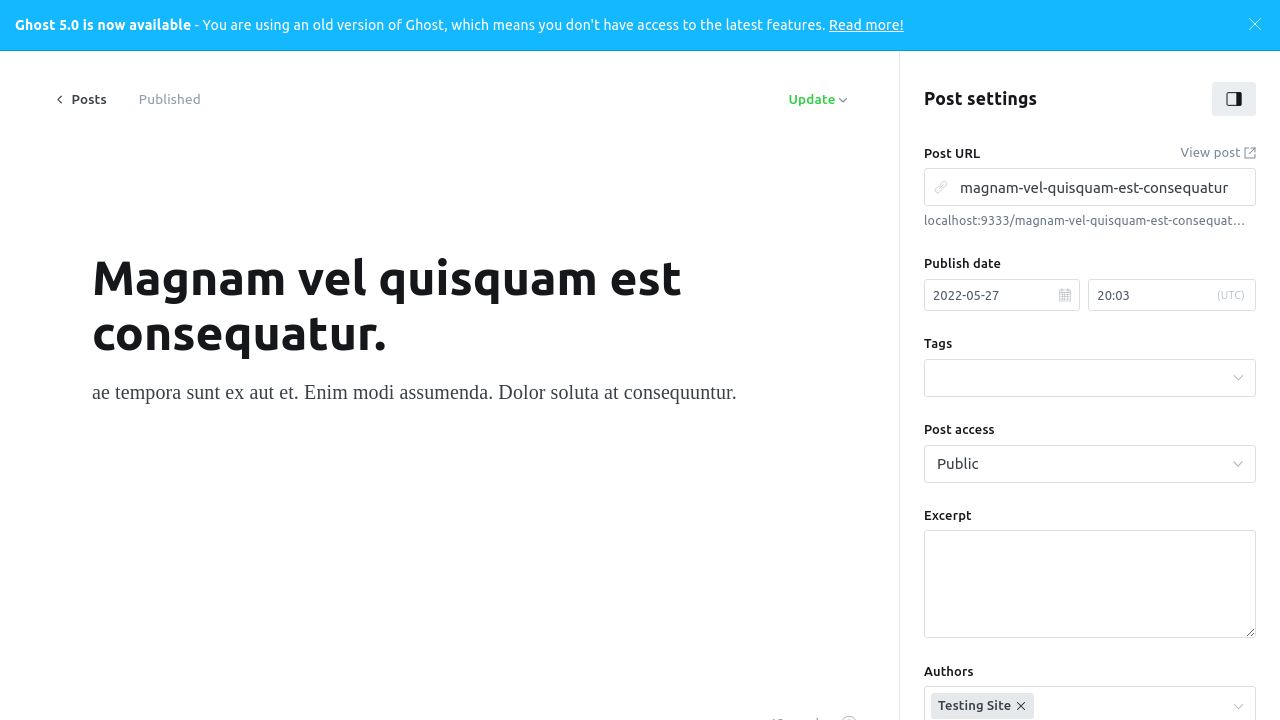 Ghost 5.0 is now available - You are using an old version of Ghost, which means you don't have access to the latest features. Read more!
Posts
Published
Update
Magnam vel quisquam est
consequatur.
ae tempora sunt ex aut et. Enim modi assumenda. Dolor soluta at consequuntur.
Post settings
Post URL
View post
magnam-vel-quisquam-est-consequatur
localhost:9333/magnam-vel-quisquam-est-consequat…
Publish date
2022-05-27
20:03
(UTC)
Tags
Post access
Public
Excerpt
Authors
Testing Site